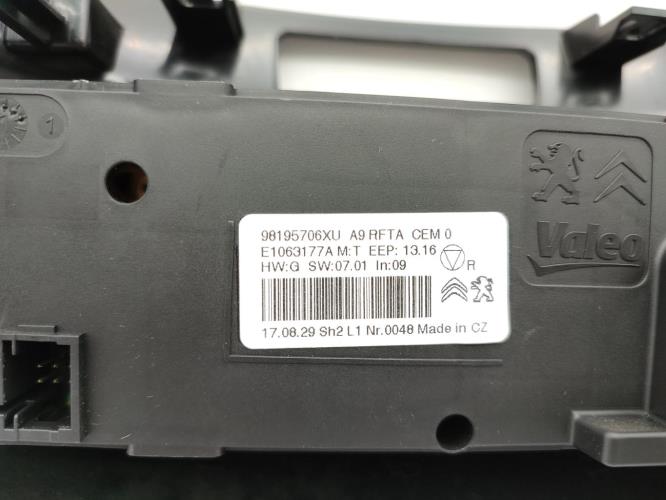 1
Valeo
98195706XU A9 RFTA CEM 0
E1063177A M:T EEP: 13.16
HW:G SW:07.01 In:09
R
17.08.29 Sh2 L1 Nr.0048 Made in CZ